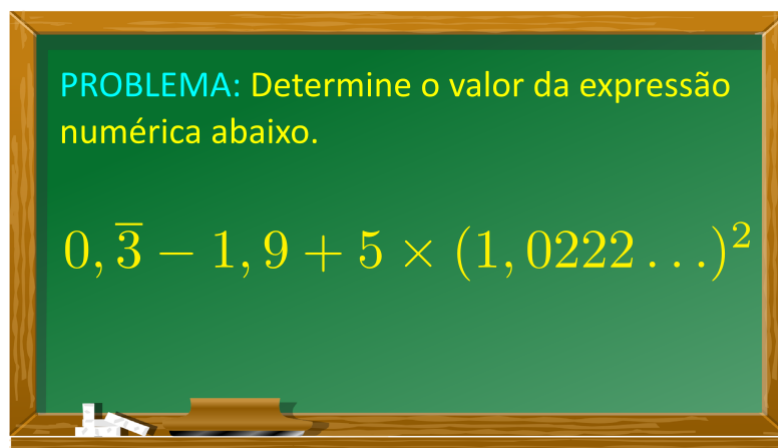 PROBLEMA: Determine o valor da expressão
numérica abaixo.
0,3̅ − 1,9 + 5 × (1,0222...)²